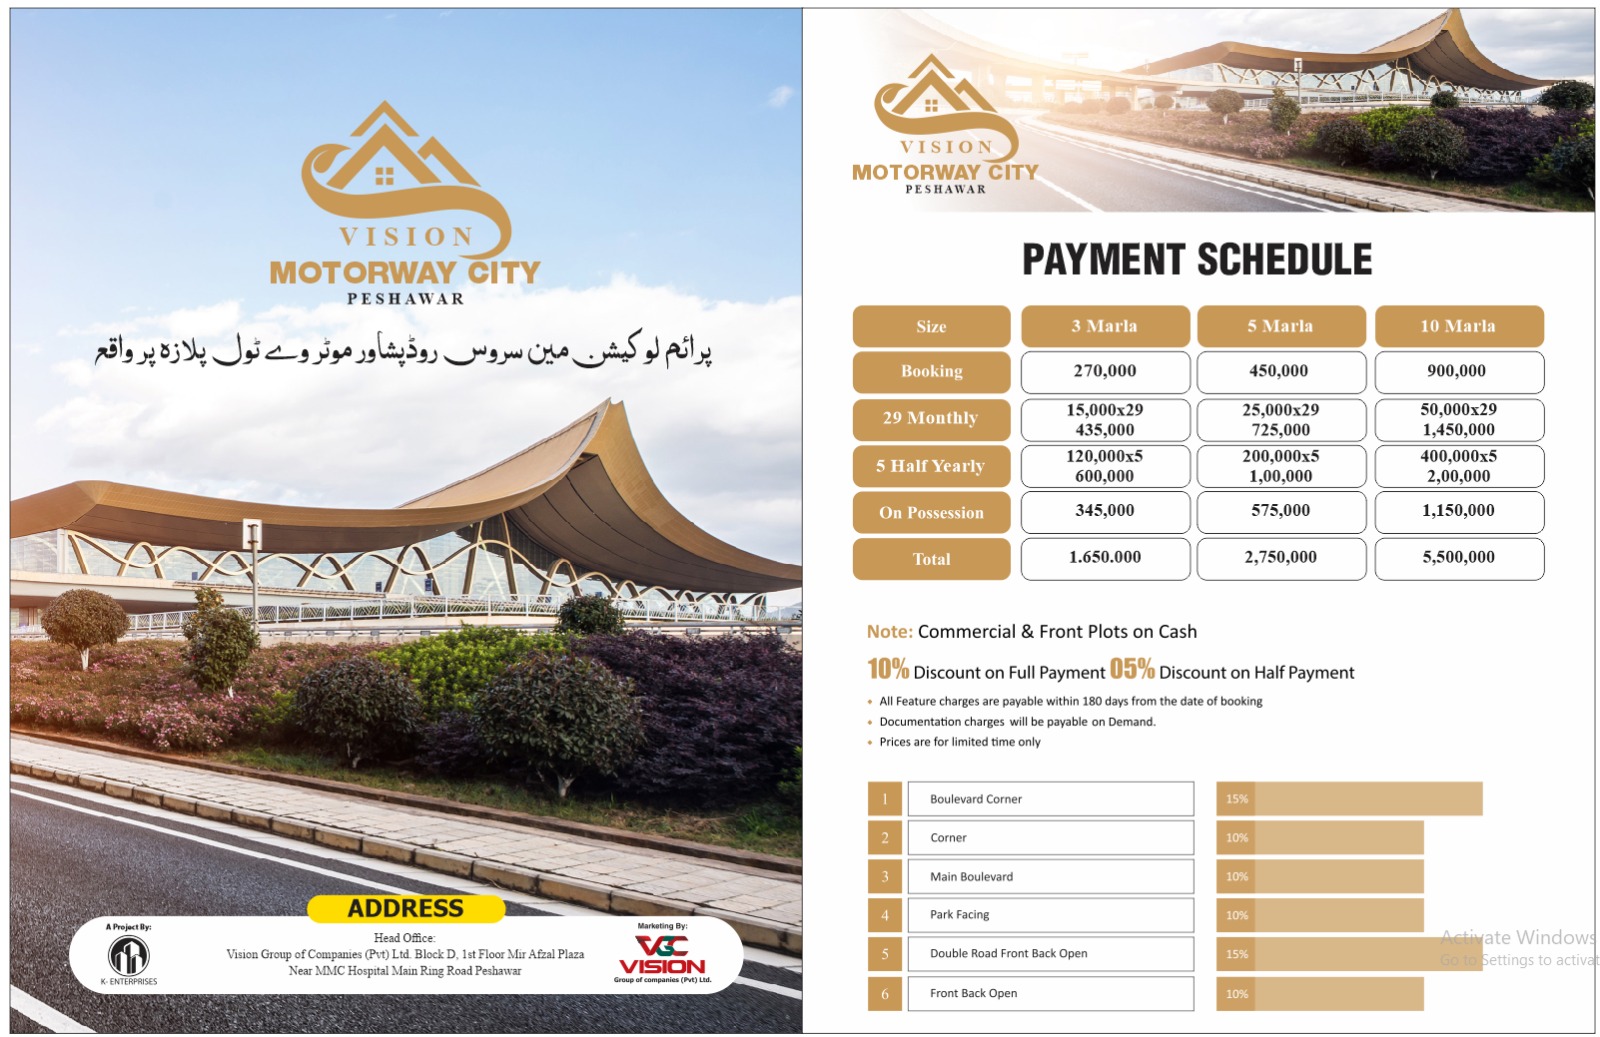 VISION
MOTORWAY CITY
PESHAWAR
پرائم لوکیشن مین سروس روڈ پشاور موٹر وے ٹول پلازہ پر واقع
ADDRESS
A Project By:
K- ENTERPRISES
Head Office:
Vision Group of Companies (Pvt) Ltd. Block D, 1st Floor Mir Afzal Plaza
Near MMC Hospital Main Ring Road Peshawar
Marketing By:
VGC
VISION
Group of companies (Pvt) Ltd.
VISION
MOTORWAY CITY
PESHAWAR
PAYMENT SCHEDULE
Size 3 Marla 5 Marla 10 Marla
Booking 270,000 450,000 900,000
29 Monthly 15,000x29 25,000x29 50,000x29
435,000 725,000 1,450,000
5 Half Yearly 120,000x5 200,000x5 400,000x5
600,000 1,00,000 2,00,000
On Possession 345,000 575,000 1,150,000
Total 1.650.000 2,750,000 5,500,000
Note: Commercial & Front Plots on Cash
10% Discount on Full Payment 05% Discount on Half Payment
• All Feature charges are payable within 180 days from the date of booking
• Documentation charges will be payable on Demand.
• Prices are for limited time only
1 Boulevard Corner 15%
2 Corner 10%
3 Main Boulevard 10%
4 Park Facing 10%
5 Double Road Front Back Open 15%
6 Front Back Open 10%
Activate Windows
Go to Settings to activat